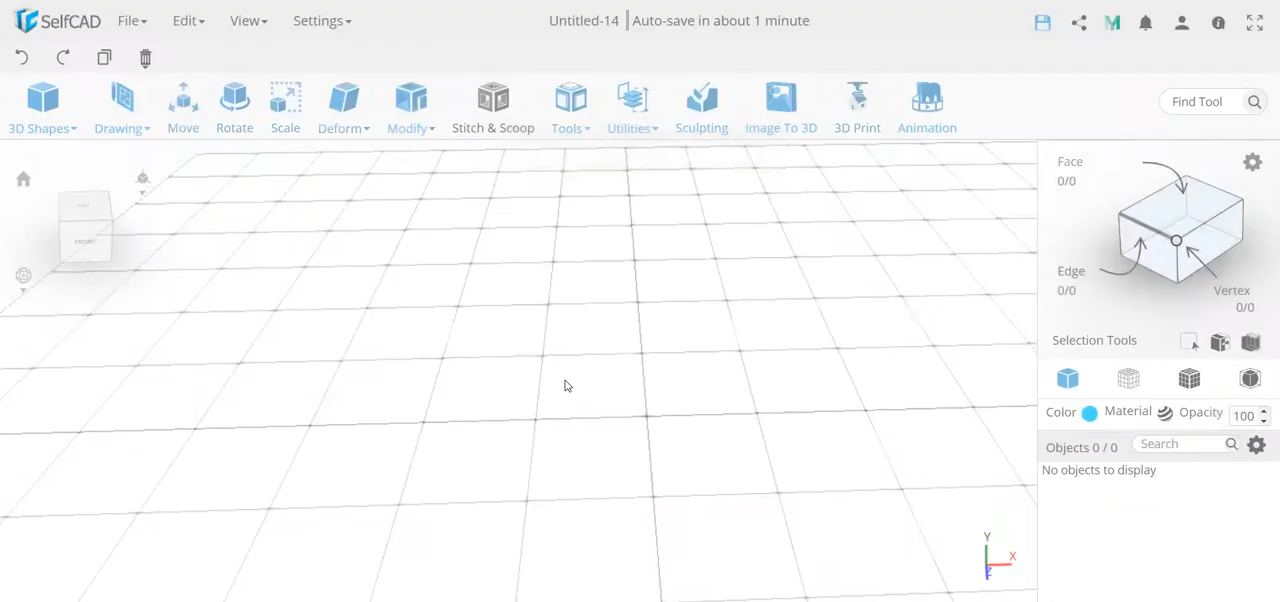 SelfCAD File Edit View Settings Untitled-14 Auto-save in about 1 minute
3D Shapes Drawing Move Rotate Scale Deform Modify Stitch & Scoop Tools Utilities Sculpting Image To 3D 3D Print Animation Find Tool
Face
0/0
FRONT
Edge
0/0
Vertex
0/0
Selection Tools
Color Material Opacity 100
Objects 0 / 0 Search
No objects to display
Y
X
Z